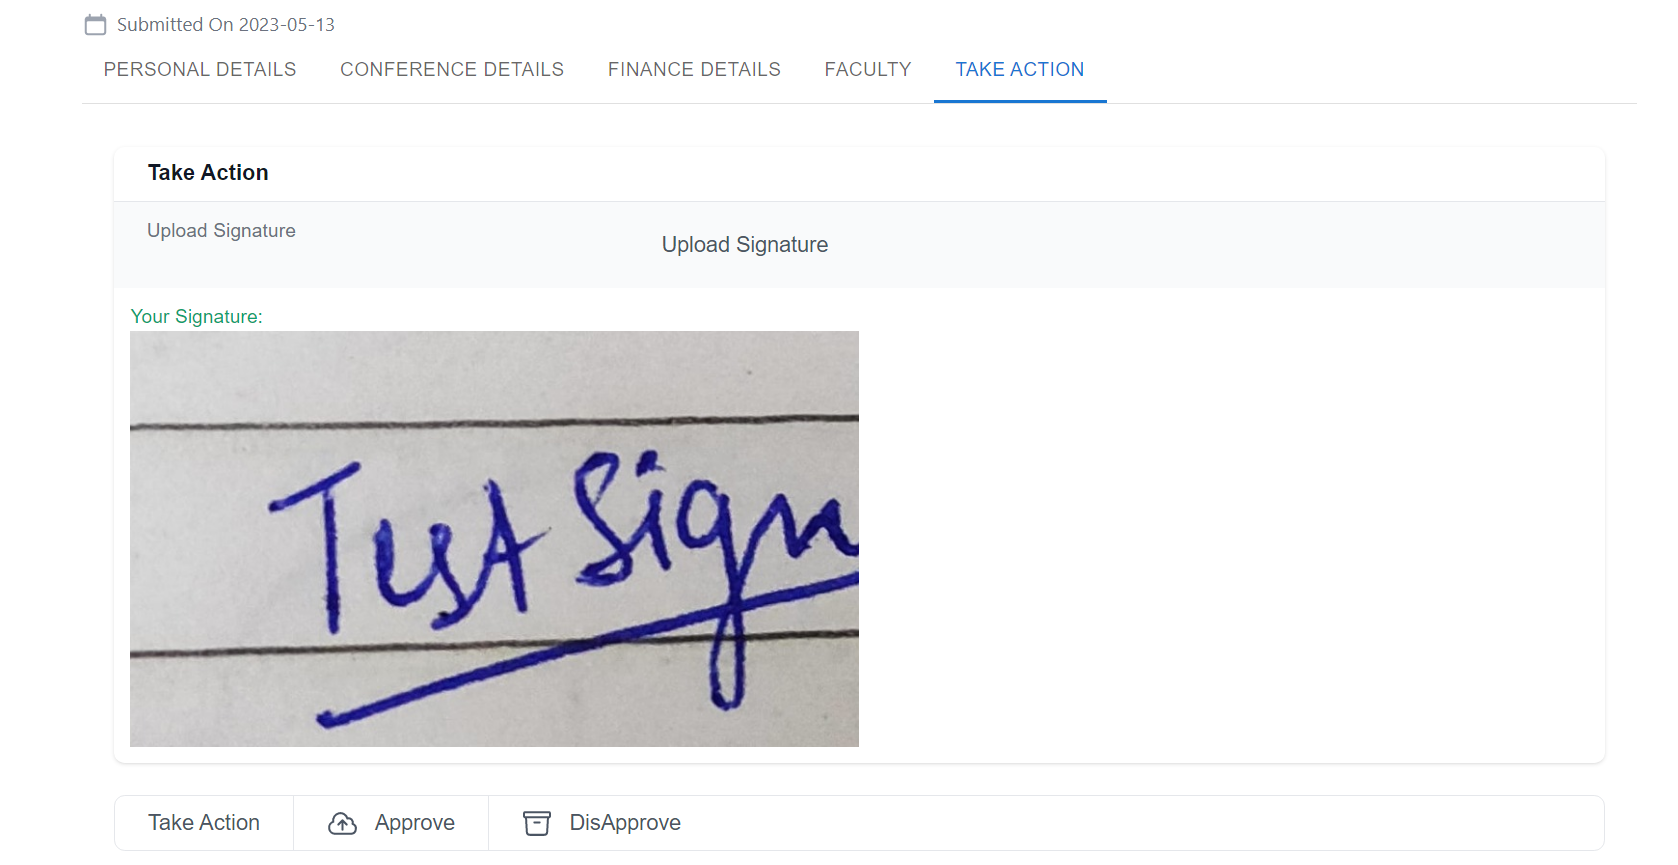 Submitted On 2023-05-13
PERSONAL DETAILS CONFERENCE DETAILS FINANCE DETAILS FACULTY TAKE ACTION
Take Action
Upload Signature Upload Signature
Your Signature:
Test Sign
Take Action Approve DisApprove